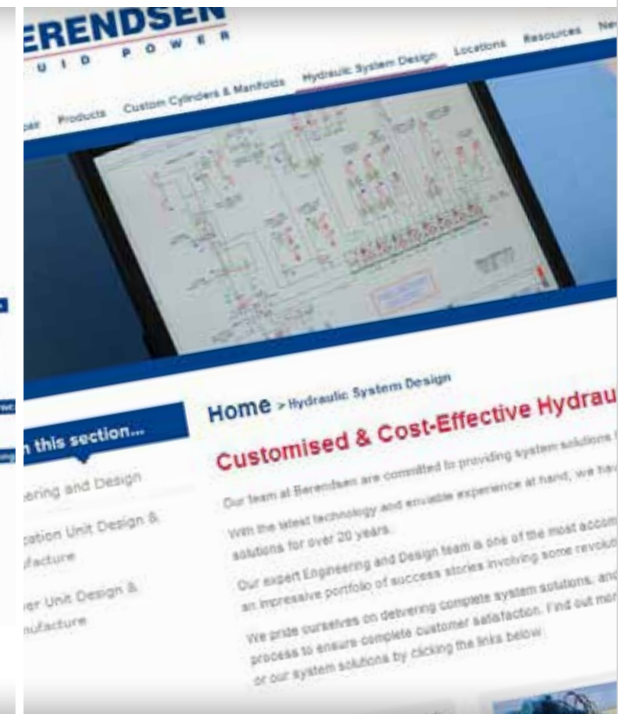 BERENDSEN
UID POWER
Products Custom Cylinders & Manifolds Hydraulic System Design Locations Resources
this section...
Home > Hydraulic System Design
Customised & Cost-Effective Hydrau
ering and Design
Our team at Berendsen are committed to providing system solutions
cation Unit Design &
facture
With the latest technology and enviable experience at hand, we hav
solutions for over 20 years.
er Unit Design &
nufacture
Our expert Engineering and Design team is one of the most accom
an impressive portfolio of success stories involving some revolut
We pride ourselves on delivering complete system solutions, and
process to ensure complete customer satisfaction. Find out mor
or our system solutions by clicking the links below.